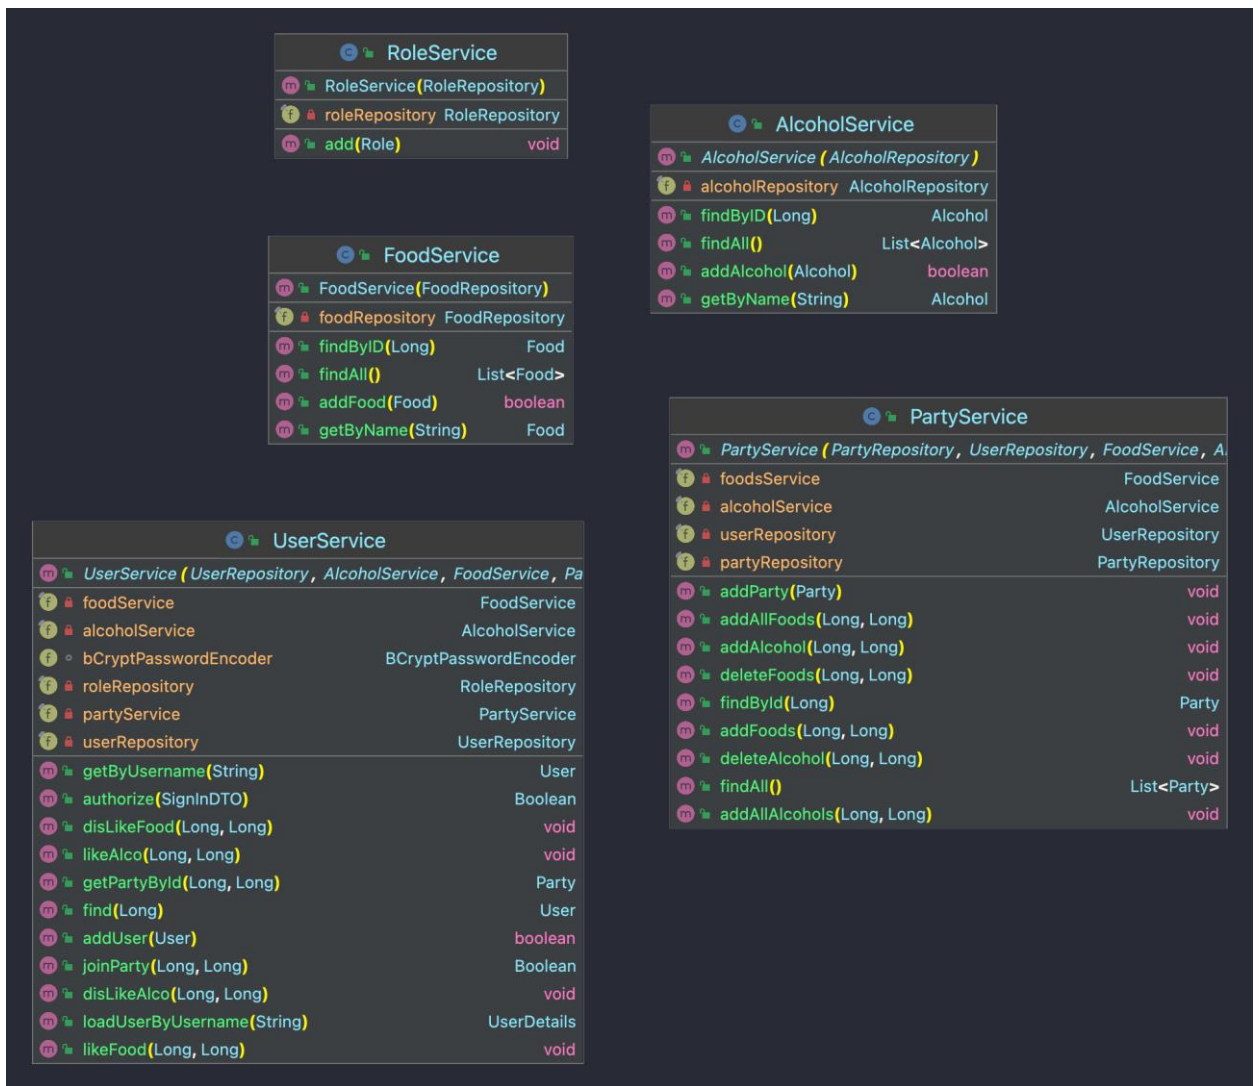 RoleService
RoleService(RoleRepository)
roleRepository RoleRepository
add(Role) void
AlcoholService
AlcoholService (AlcoholRepository)
alcoholRepository AlcoholRepository
findByID(Long) Alcohol
findAll() List<Alcohol>
addAlcohol(Alcohol) boolean
getByName(String) Alcohol
FoodService
FoodService(FoodRepository)
foodRepository FoodRepository
findByID(Long) Food
findAll() List<Food>
addFood(Food) boolean
getByName(String) Food
PartyService
PartyService (PartyRepository, UserRepository, FoodService, A
foodsService FoodService
alcoholService AlcoholService
userRepository UserRepository
partyRepository PartyRepository
addParty(Party) void
addAllFoods(Long, Long) void
addAlcohol(Long, Long) void
deleteFoods(Long, Long) void
findById(Long) Party
addFoods(Long, Long) void
deleteAlcohol(Long, Long) void
findAll() List<Party>
addAllAlcohols(Long, Long) void
UserService
UserService (UserRepository, AlcoholService, FoodService, Pa
foodService FoodService
alcoholService AlcoholService
bCryptPasswordEncoder BCryptPasswordEncoder
roleRepository RoleRepository
partyService PartyService
userRepository UserRepository
getByUsername(String) User
authorize(SignInDTO) Boolean
disLikeFood(Long, Long) void
likeAlco(Long, Long) void
getPartyById(Long, Long) Party
find(Long) User
addUser(User) boolean
joinParty(Long, Long) Boolean
disLikeAlco(Long, Long) void
loadUserByUsername(String) UserDetails
likeFood(Long, Long) void